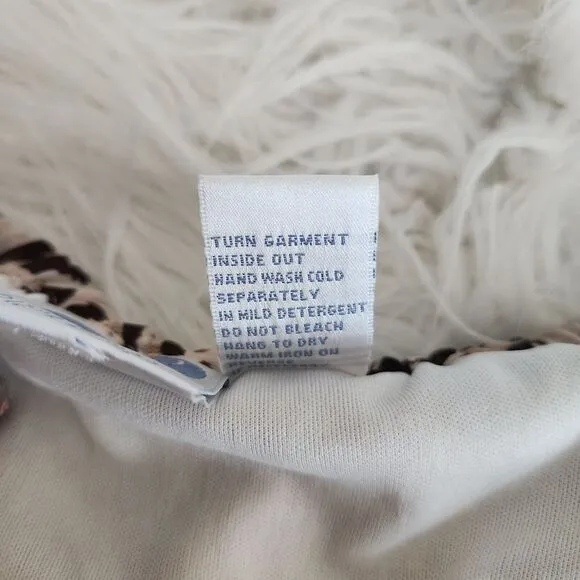 TURN GARMENT
INSIDE OUT
HAND WASH COLD
SEPARATELY
IN MILD DETERGENT
DO NOT BLEACH
HANG TO DRY
WARM IRON ON